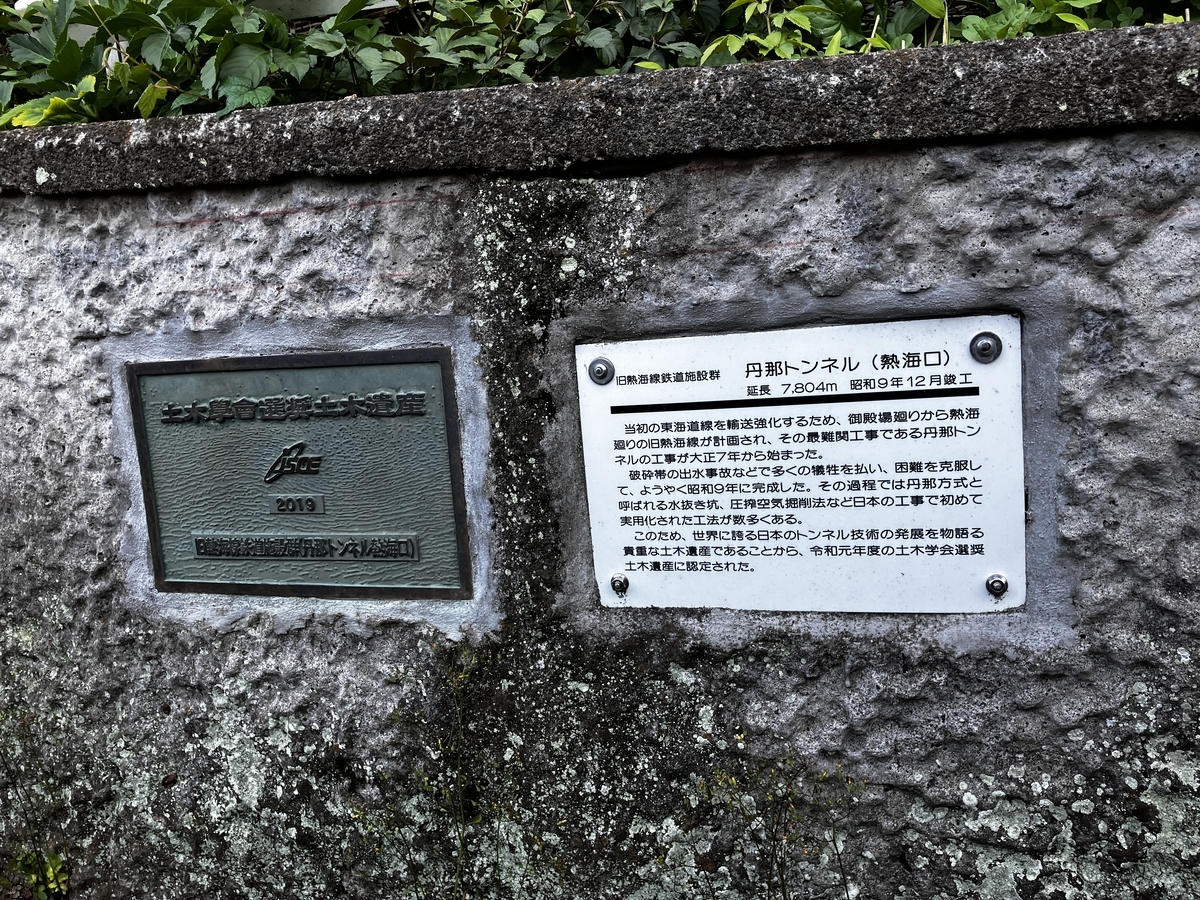 土木學會選奨土木遺産
JSCE
2019
旧熱海線鉄道施設群(丹那トンネル熱海口)
旧熱海線鉄道施設群 丹那トンネル（熱海口）
延長 7,804m 昭和9年12月竣工
当初の東海道線を輸送強化するため、御殿場廻りから熱海
廻りの旧熱海線が計画され、その最難関工事である丹那トン
ネルの工事が大正7年から始まった。
破砕帯の出水事故などで多くの犠牲を払い、困難を克服し
て、ようやく昭和9年に完成した。その過程では丹那方式と
呼ばれる水抜き坑、圧搾空気掘削法など日本の工事で初めて
実用化された工法が数多くある。
このため、世界に誇る日本のトンネル技術の発展を物語る
貴重な土木遺産であることから、令和元年度の土木学会選奨
土木遺産に認定された。